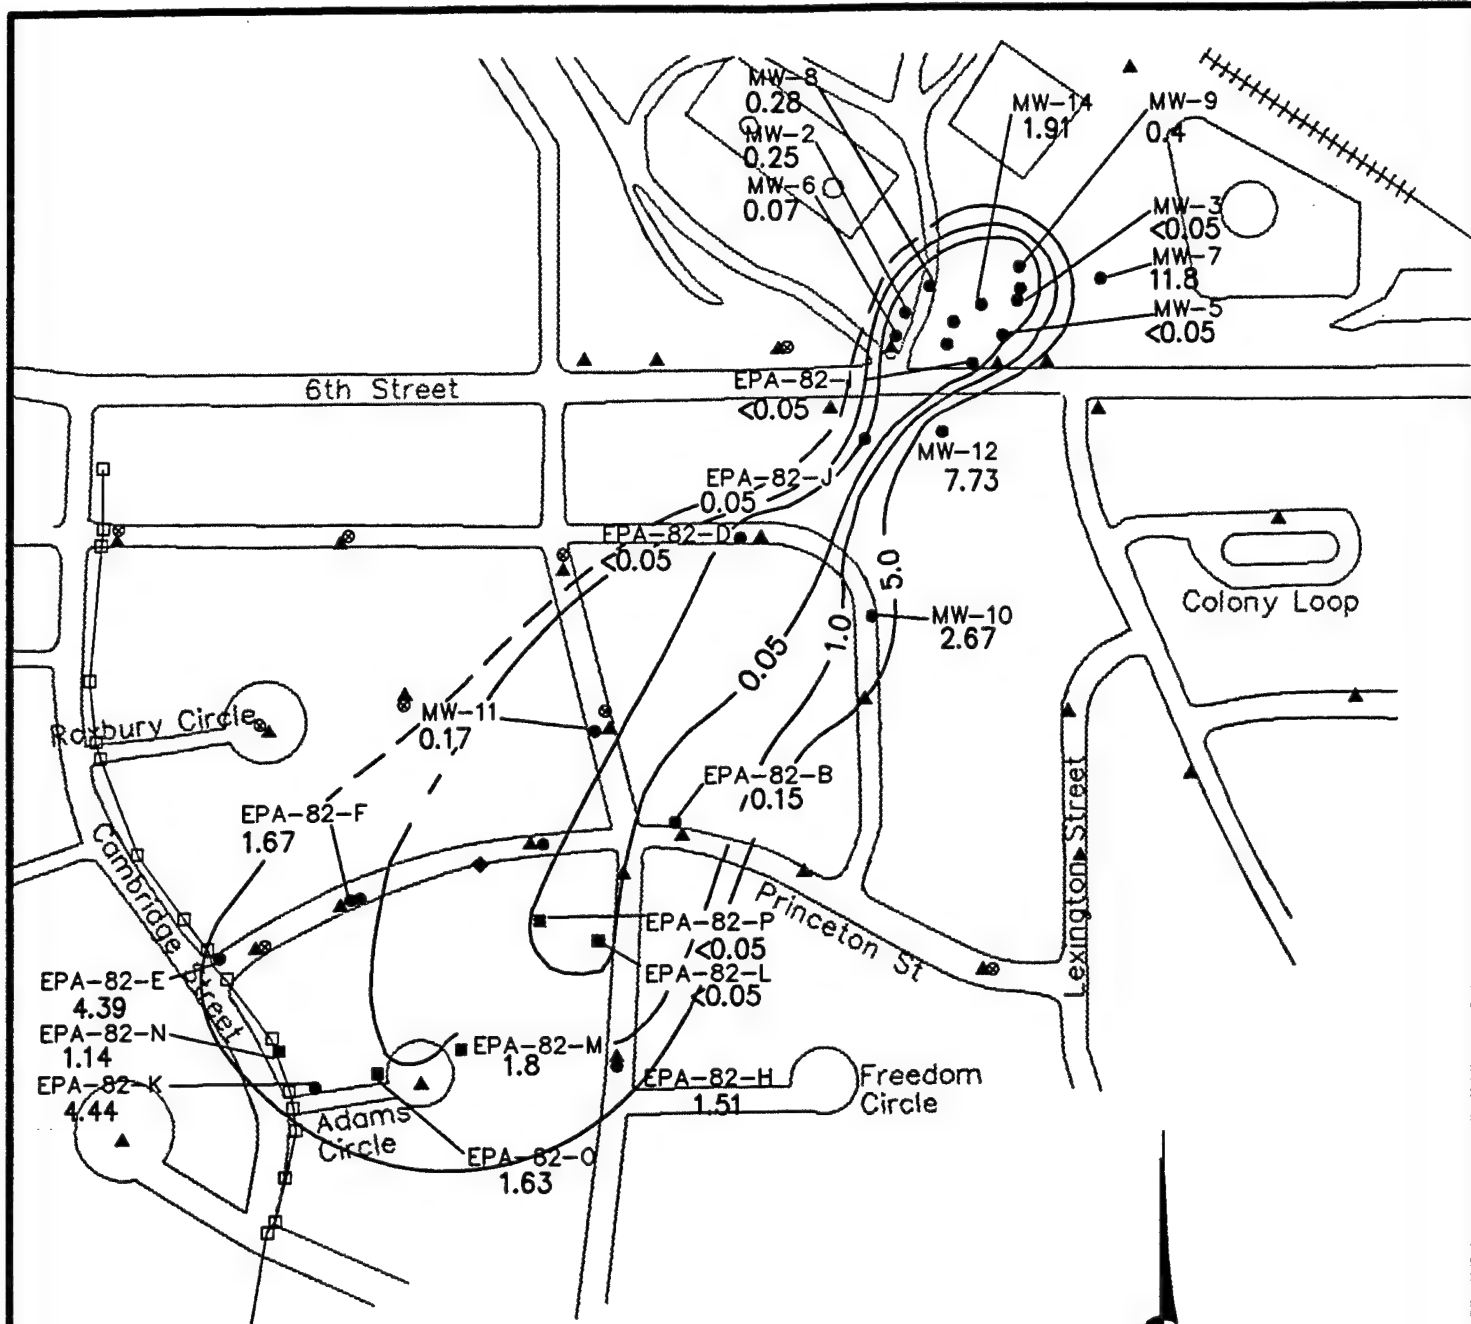 MW-8
0.28
MW-2
0.25
MW-6
0.07
MW-14
1.91
MW-9
0.4
MW-3
<0.05
MW-7
11.8
MW-5
<0.05
6th Street
EPA-82-I
<0.05
MW-12
7.73
EPA-82-J
0.05
EPA-82-D
<0.05
5.0
1.0
0.05
MW-10
2.67
Colony Loop
Roxbury Circle
MW-11
0.17
EPA-82-B
0.15
EPA-82-F
1.67
Cambridge Street
Princeton St
Lexington Street
EPA-82-P
<0.05
EPA-82-L
<0.05
EPA-82-E
4.39
EPA-82-N
1.14
EPA-82-K
4.44
EPA-82-M
1.8
EPA-82-H
1.51
Freedom
Circle
Adams
Circle
EPA-82-O
1.63